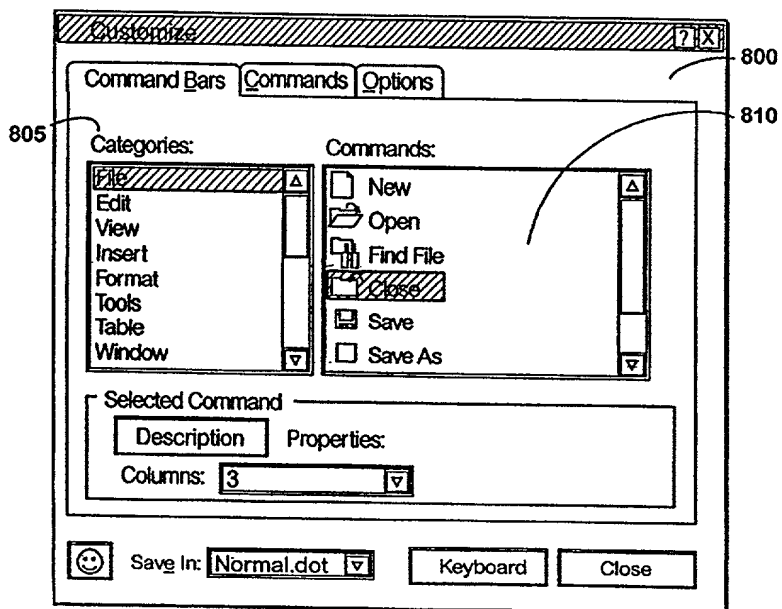 Customize ? X
800
Command Bars Commands Options
810
805
Categories: Commands:
File New
Edit Open
View Find File
Insert Close
Format Save
Tools Save As
Table
Window
Selected Command
Description Properties:
Columns: 3
Save In: Normal.dot Keyboard Close